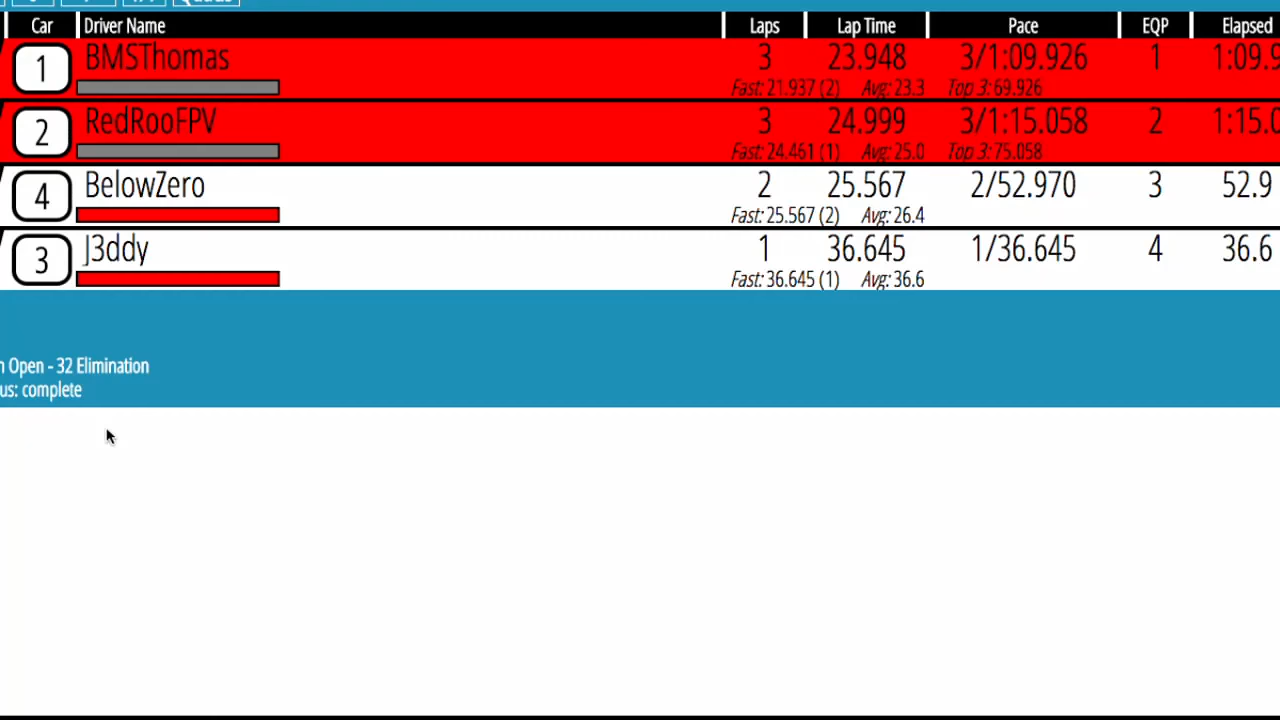 Car Driver Name Laps Lap Time Pace EQP Elapsed
1 BMSThomas 3 23.948 3/1:09.926 1 1:09.9
Fast: 21.937 (2) Avg: 23.3 Top 3: 69.926
2 RedRooFPV 3 24.999 3/1:15.058 2 1:15.0
Fast: 24.461 (1) Avg: 25.0 Top 3: 75.058
4 BelowZero 2 25.567 2/52.970 3 52.9
Fast: 25.567 (2) Avg: 26.4
3 J3ddy 1 36.645 1/36.645 4 36.6
Fast: 36.645 (1) Avg: 36.6
n Open - 32 Elimination
us: complete